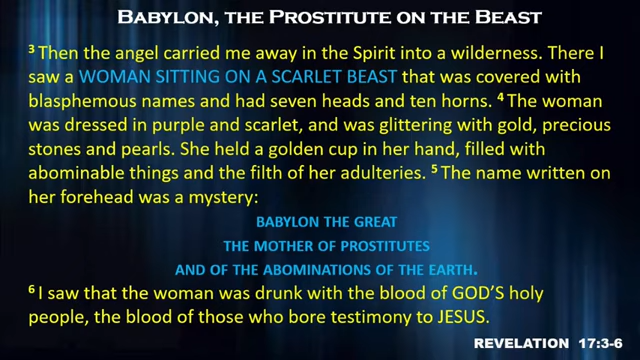 BABYLON, THE PROSTITUTE ON THE BEAST
³ Then the angel carried me away in the Spirit into a wilderness. There I
saw a WOMAN SITTING ON A SCARLET BEAST that was covered with
blasphemous names and had seven heads and ten horns. ⁴ The woman
was dressed in purple and scarlet, and was glittering with gold, precious
stones and pearls. She held a golden cup in her hand, filled with
abominable things and the filth of her adulteries. ⁵ The name written on
her forehead was a mystery:
BABYLON THE GREAT
THE MOTHER OF PROSTITUTES
AND OF THE ABOMINATIONS OF THE EARTH.
⁶ I saw that the woman was drunk with the blood of GOD’S holy
people, the blood of those who bore testimony to JESUS.
REVELATION 17:3-6